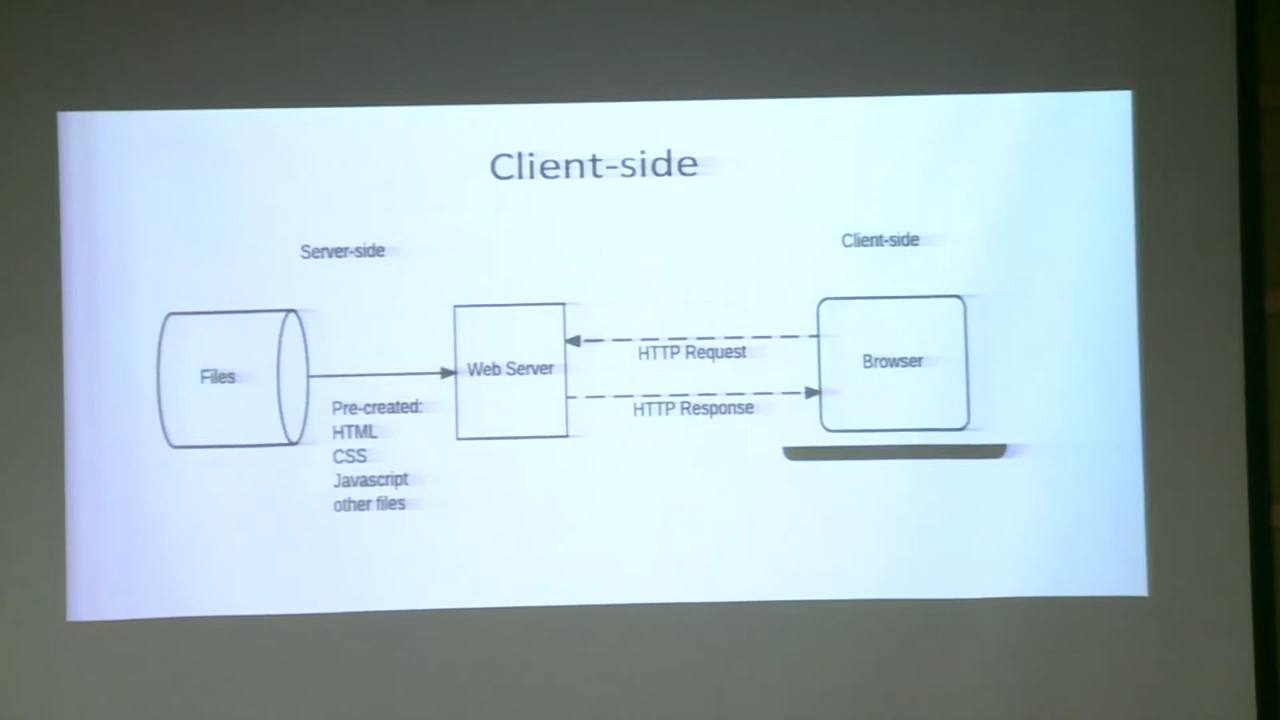 Client-side
Server-side
Client-side
Files
Web Server
Browser
HTTP Request
HTTP Response
Pre-created:
HTML
CSS
Javascript
other files